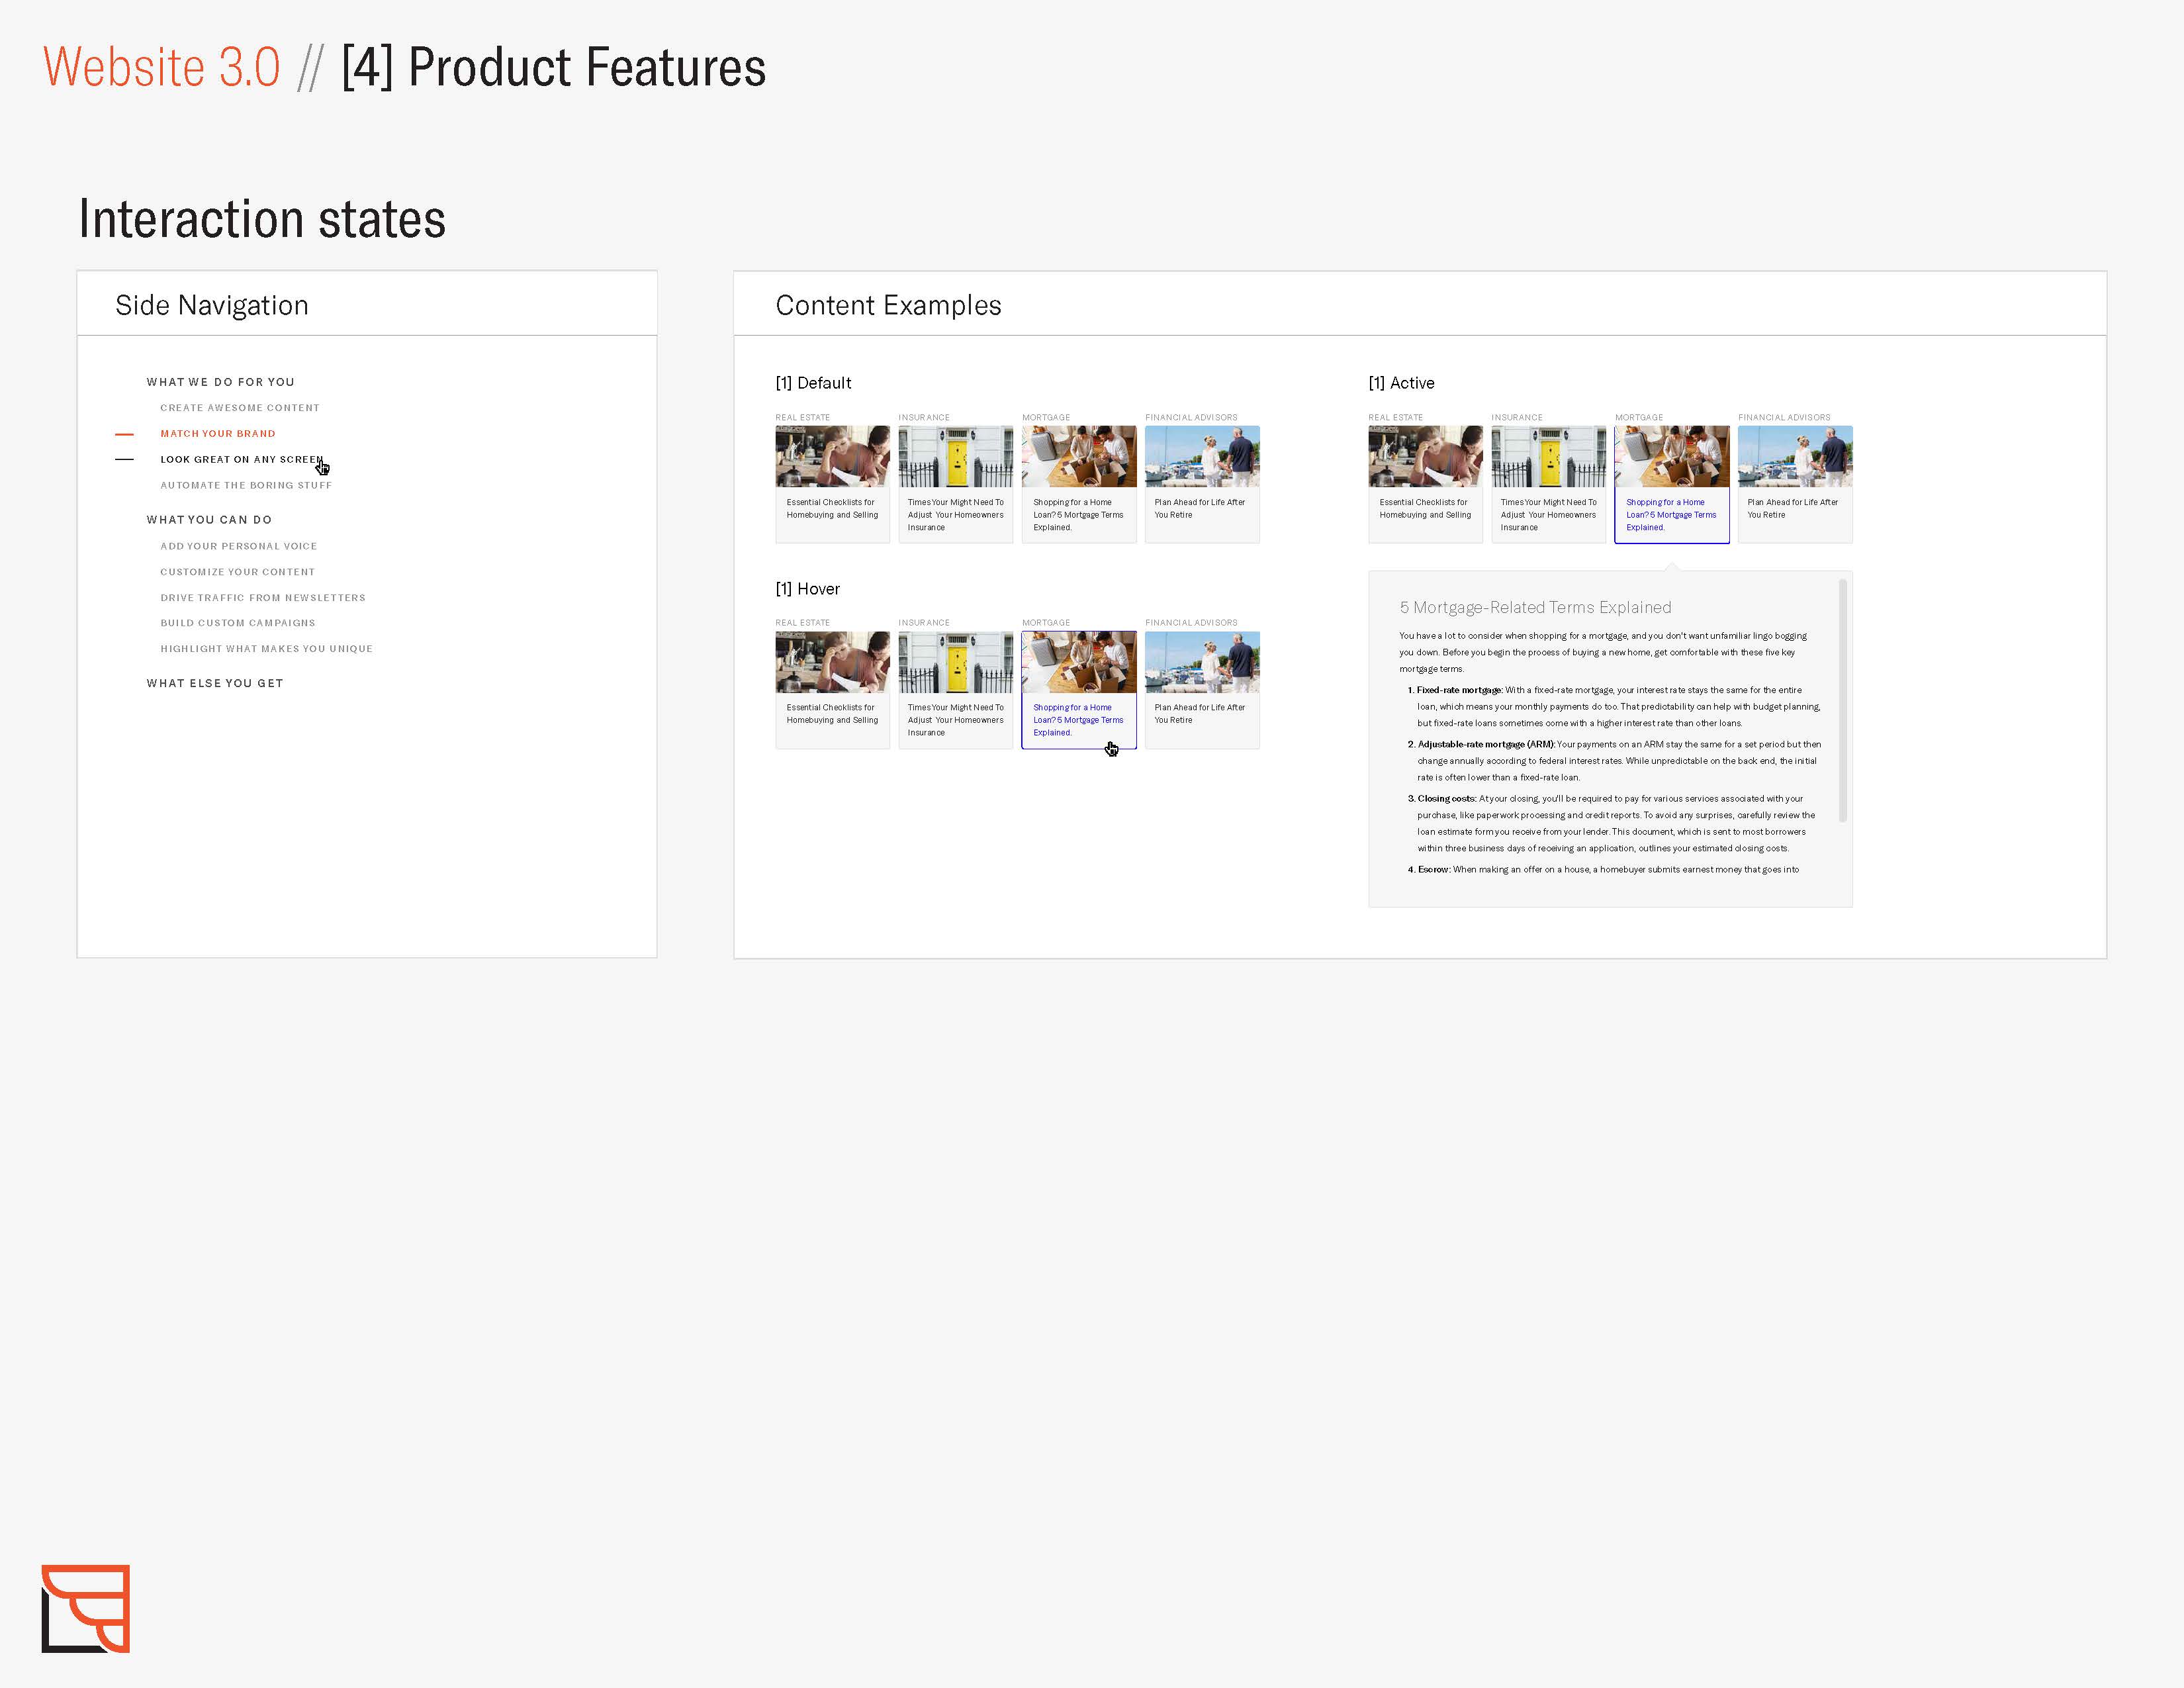 Website 3.0 // [4] Product Features
Interaction states
Side Navigation
WHAT WE DO FOR YOU
CREATE AWESOME CONTENT
MATCH YOUR BRAND
LOOK GREAT ON ANY SCREEN
AUTOMATE THE BORING STUFF
WHAT YOU CAN DO
ADD YOUR PERSONAL VOICE
CUSTOMIZE YOUR CONTENT
DRIVE TRAFFIC FROM NEWSLETTERS
BUILD CUSTOM CAMPAIGNS
HIGHLIGHT WHAT MAKES YOU UNIQUE
WHAT ELSE YOU GET
Content Examples
[1] Default
REAL ESTATE
INSURANCE
MORTGAGE
FINANCIAL ADVISORS
Essential Checklists for
Homebuying and Selling
Times Your Might Need To
Adjust Your Homeowners
Insurance
Shopping for a Home
Loan? 5 Mortgage Terms
Explained.
Plan Ahead for Life After
You Retire
[1] Hover
REAL ESTATE
INSURANCE
MORTGAGE
FINANCIAL ADVISORS
Essential Checklists for
Homebuying and Selling
Times Your Might Need To
Adjust Your Homeowners
Insurance
Shopping for a Home
Loan? 5 Mortgage Terms
Explained.
Plan Ahead for Life After
You Retire
[1] Active
REAL ESTATE
INSURANCE
MORTGAGE
FINANCIAL ADVISORS
Essential Checklists for
Homebuying and Selling
Times Your Might Need To
Adjust Your Homeowners
Insurance
Shopping for a Home
Loan? 5 Mortgage Terms
Explained.
Plan Ahead for Life After
You Retire
5 Mortgage-Related Terms Explained
You have a lot to consider when shopping for a mortgage, and you don't want unfamiliar lingo bogging
you down. Before you begin the process of buying a new home, get comfortable with these five key
mortgage terms.
1. Fixed-rate mortgage: With a fixed-rate mortgage, your interest rate stays the same for the entire
loan, which means your monthly payments do too. That predictability can help with budget planning,
but fixed-rate loans sometimes come with a higher interest rate than other loans.
2. Adjustable-rate mortgage (ARM): Your payments on an ARM stay the same for a set period but then
change annually according to federal interest rates. While unpredictable on the back end, the initial
rate is often lower than a fixed-rate loan.
3. Closing costs: At your closing, you'll be required to pay for various services associated with your
purchase, like paperwork processing and credit reports. To avoid any surprises, carefully review the
loan estimate form you receive from your lender. This document, which is sent to most borrowers
within three business days of receiving an application, outlines your estimated closing costs.
4. Escrow: When making an offer on a house, a homebuyer submits earnest money that goes into